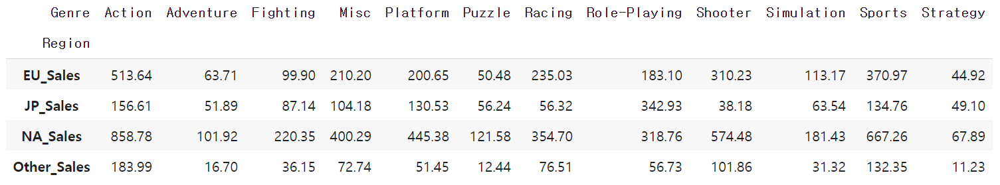 Genre Action Adventure Fighting Misc Platform Puzzle Racing Role-Playing Shooter Simulation Sports Strategy
Region
EU_Sales 513.64 63.71 99.90 210.20 200.65 50.48 235.03 183.10 310.23 113.17 370.97 44.92
JP_Sales 156.61 51.89 87.14 104.18 130.53 56.24 56.32 342.93 38.18 63.54 134.76 49.10
NA_Sales 858.78 101.92 220.35 400.29 445.38 121.58 354.70 318.76 574.48 181.43 667.26 67.89
Other_Sales 183.99 16.70 36.15 72.74 51.45 12.44 76.51 56.73 101.86 31.32 132.35 11.23